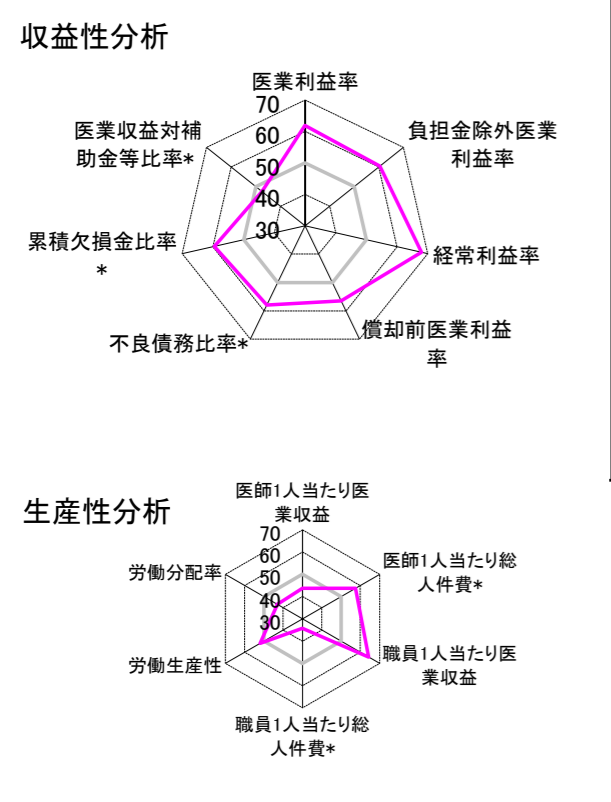 収益性分析
医業利益率
70
60
50
40
30
負担金除外医業
利益率
経常利益率
償却前医業利益
率
不良債務比率*
累積欠損金比率
*
医業収益対補
助金等比率*
生産性分析
医師1人当たり医
業収益
70
60
50
40
30
医師1人当たり総
人件費*
職員1人当たり医
業収益
職員1人当たり総
人件費*
労働生産性
労働分配率